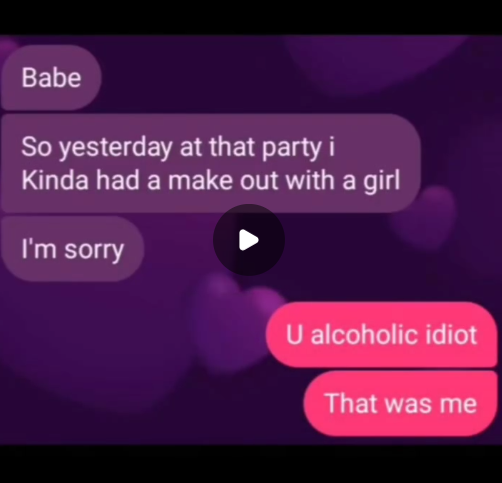 Babe
So yesterday at that party i
Kinda had a make out with a girl
I'm sorry
U alcoholic idiot
That was me